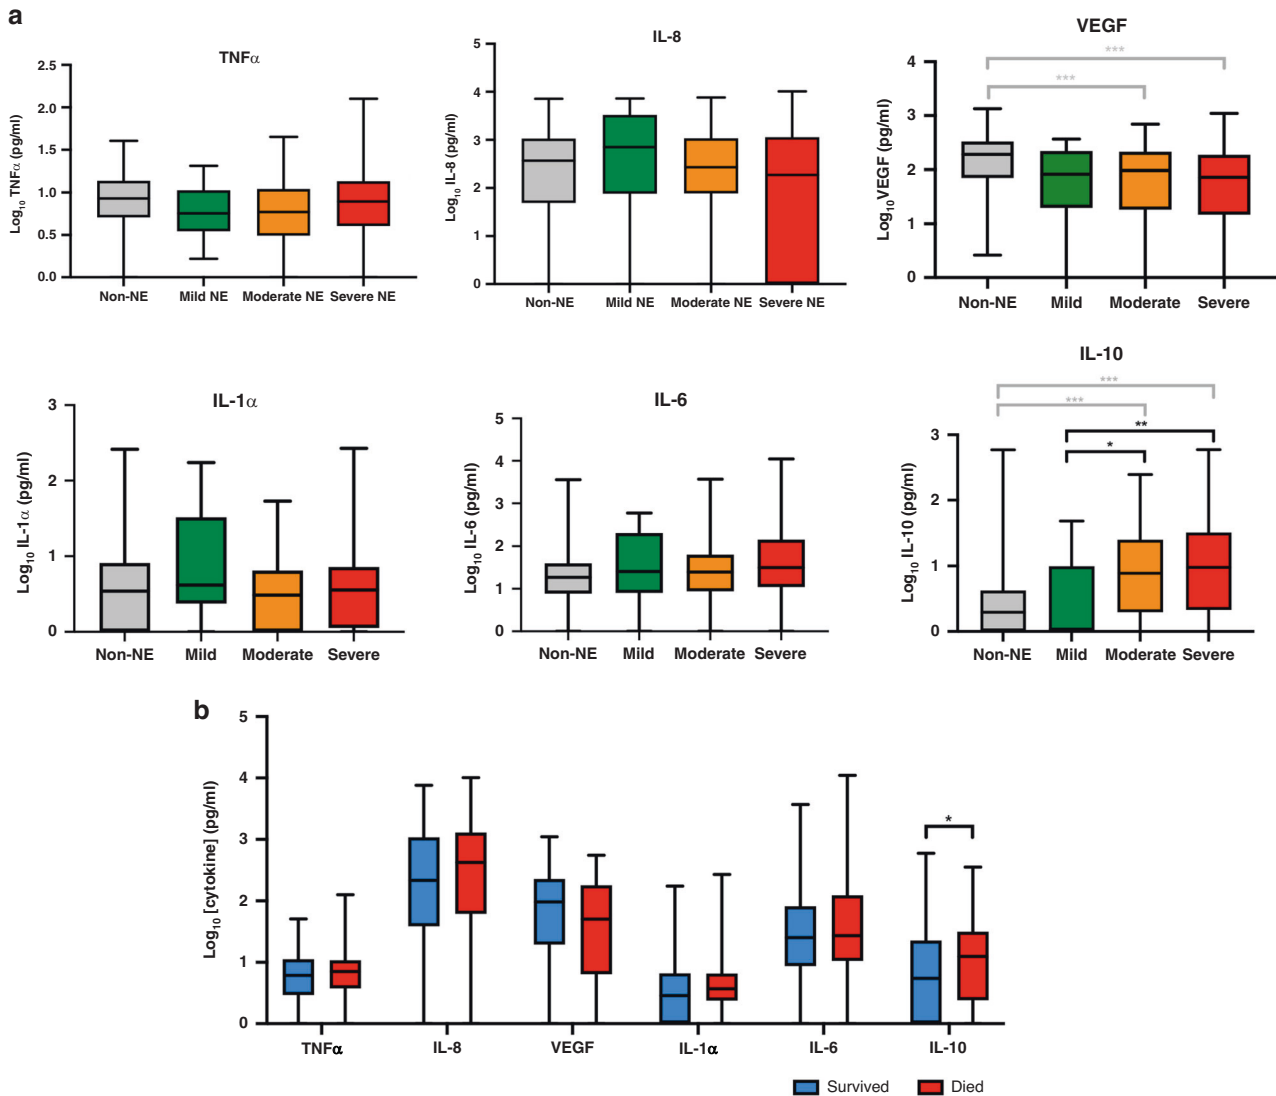 a
TNFα
Log10 TNFα (pg/ml)
2.5
2.0
1.5
1.0
0.5
0.0
Non-NE Mild NE Moderate NE Severe NE
IL-8
Log10 IL-8 (pg/ml)
5
4
3
2
1
0
Non-NE Mild NE Moderate NE Severe NE
VEGF
***
***
Log10VEGF (pg/ml)
4
3
2
1
0
Non-NE Mild Moderate Severe
IL-1α
Log10 IL-1α (pg/ml)
3
2
1
0
Non-NE Mild Moderate Severe
IL-6
Log10 IL-6 (pg/ml)
5
4
3
2
1
0
Non-NE Mild Moderate Severe
IL-10
***
***
**
*
Log10 IL-10 (pg/ml)
3
2
1
0
Non-NE Mild Moderate Severe
b
Log10 [cytokine] (pg/ml)
5
4
3
2
1
0
*
TNFα IL-8 VEGF IL-1α IL-6 IL-10
Survived Died